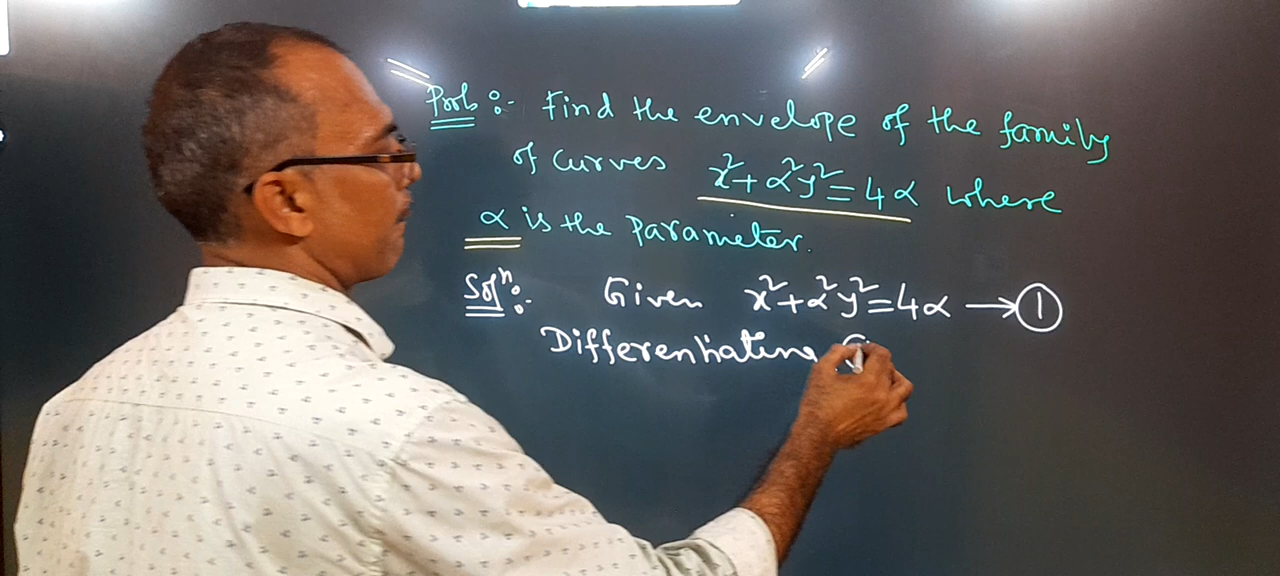 Prob :- Find the envelope of the family
of curves x²+α²y²=4α where
α is the parameter.
Solⁿ:- Given x²+α²y²=4α → ①
Differentiating